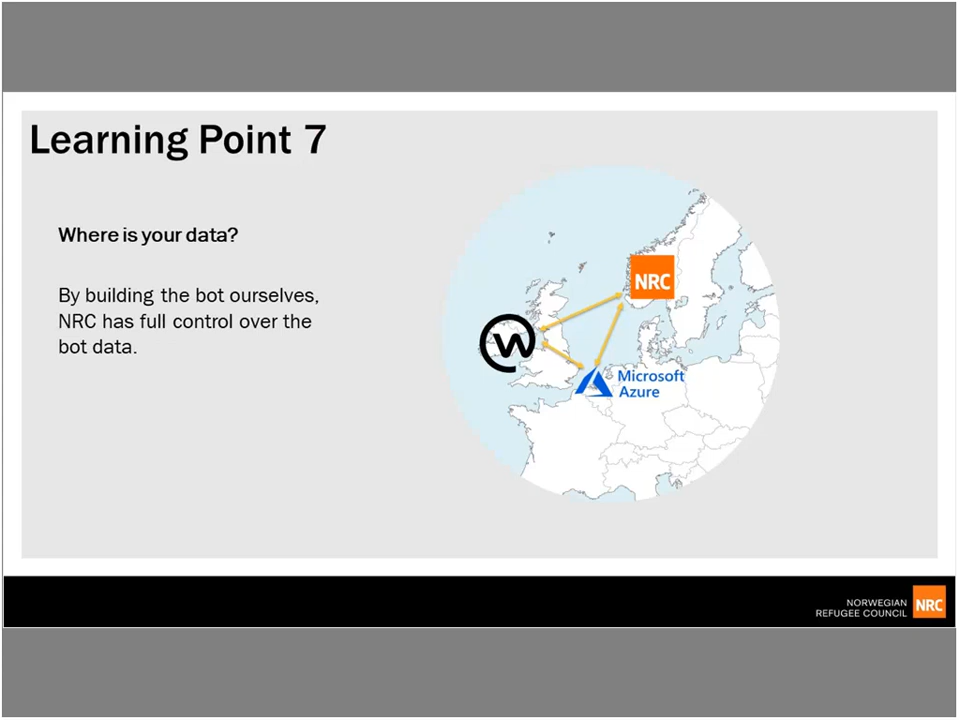 Learning Point 7
Where is your data?
By building the bot ourselves,
NRC has full control over the
bot data.
NRC
W
Microsoft
Azure
NORWEGIAN
REFUGEE COUNCIL
NRC